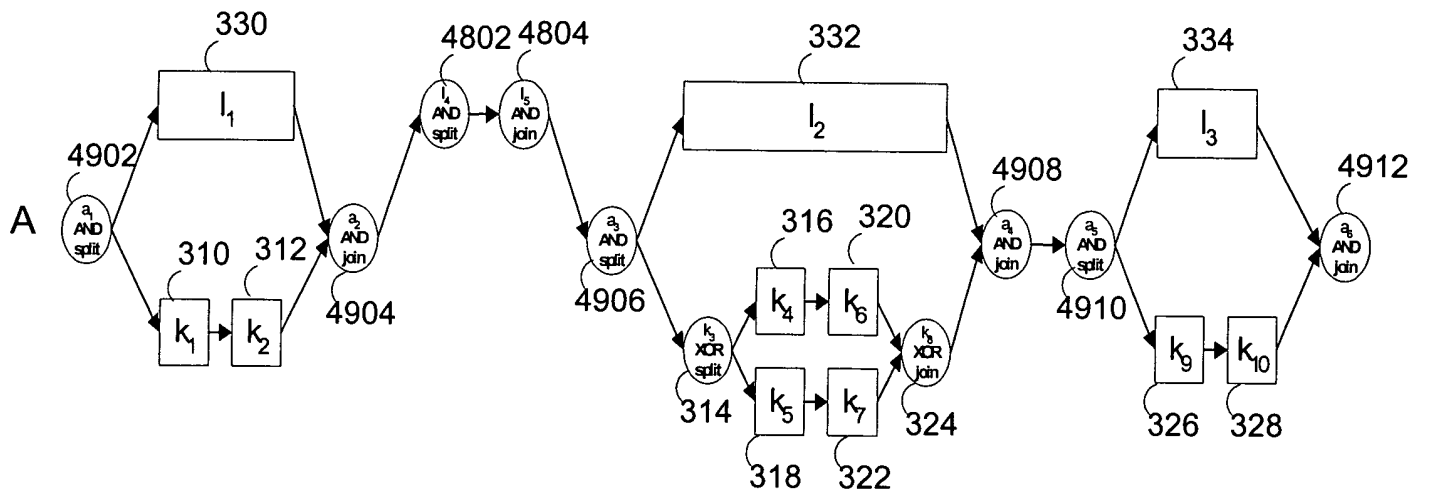 330
l₁
4902
a₁ AND split
A
310
312
k₁
k₂
a₂ AND join
4904
4802
4804
l₄ AND split
l₅ AND join
332
l₂
a₃ AND split
4906
316
320
k₄
k₆
k₃ XOR split
314
k₅
k₇
318
322
k₈ XOR join
324
4908
a₄ AND join
a₅ AND split
4910
334
l₃
4912
a₆ AND join
k₉
k₁₀
326
328